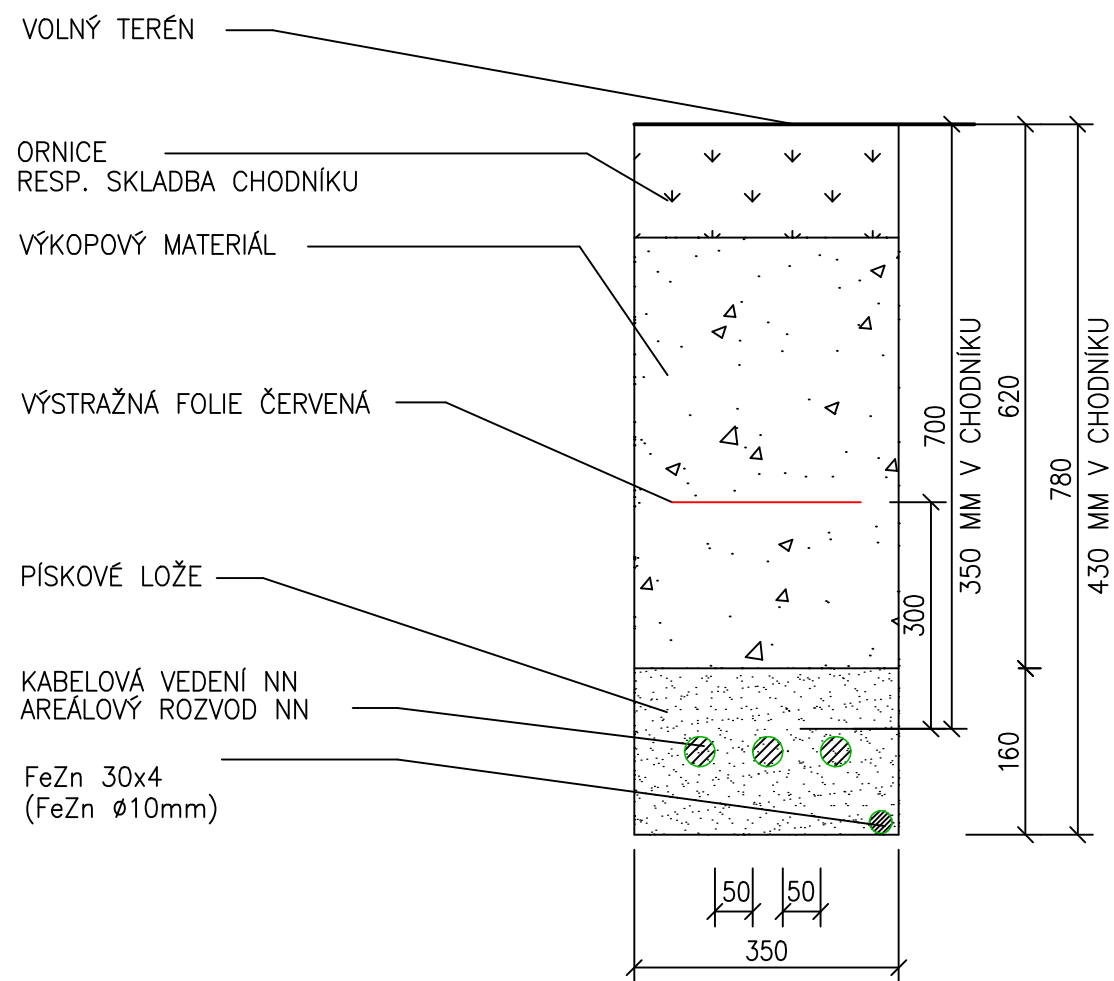 VOLNÝ TERÉN
ORNICE
RESP. SKLADBA CHODNÍKU
VÝKOPOVÝ MATERIÁL
VÝSTRAŽNÁ FOLIE ČERVENÁ
PÍSKOVÉ LOŽE
KABELOVÁ VEDENÍ NN
AREÁLOVÝ ROZVOD NN
FeZn 30x4
(FeZn Ø10mm)
300
700
350 MM V CHODNÍKU
620
160
780
430 MM V CHODNÍKU
50
50
350